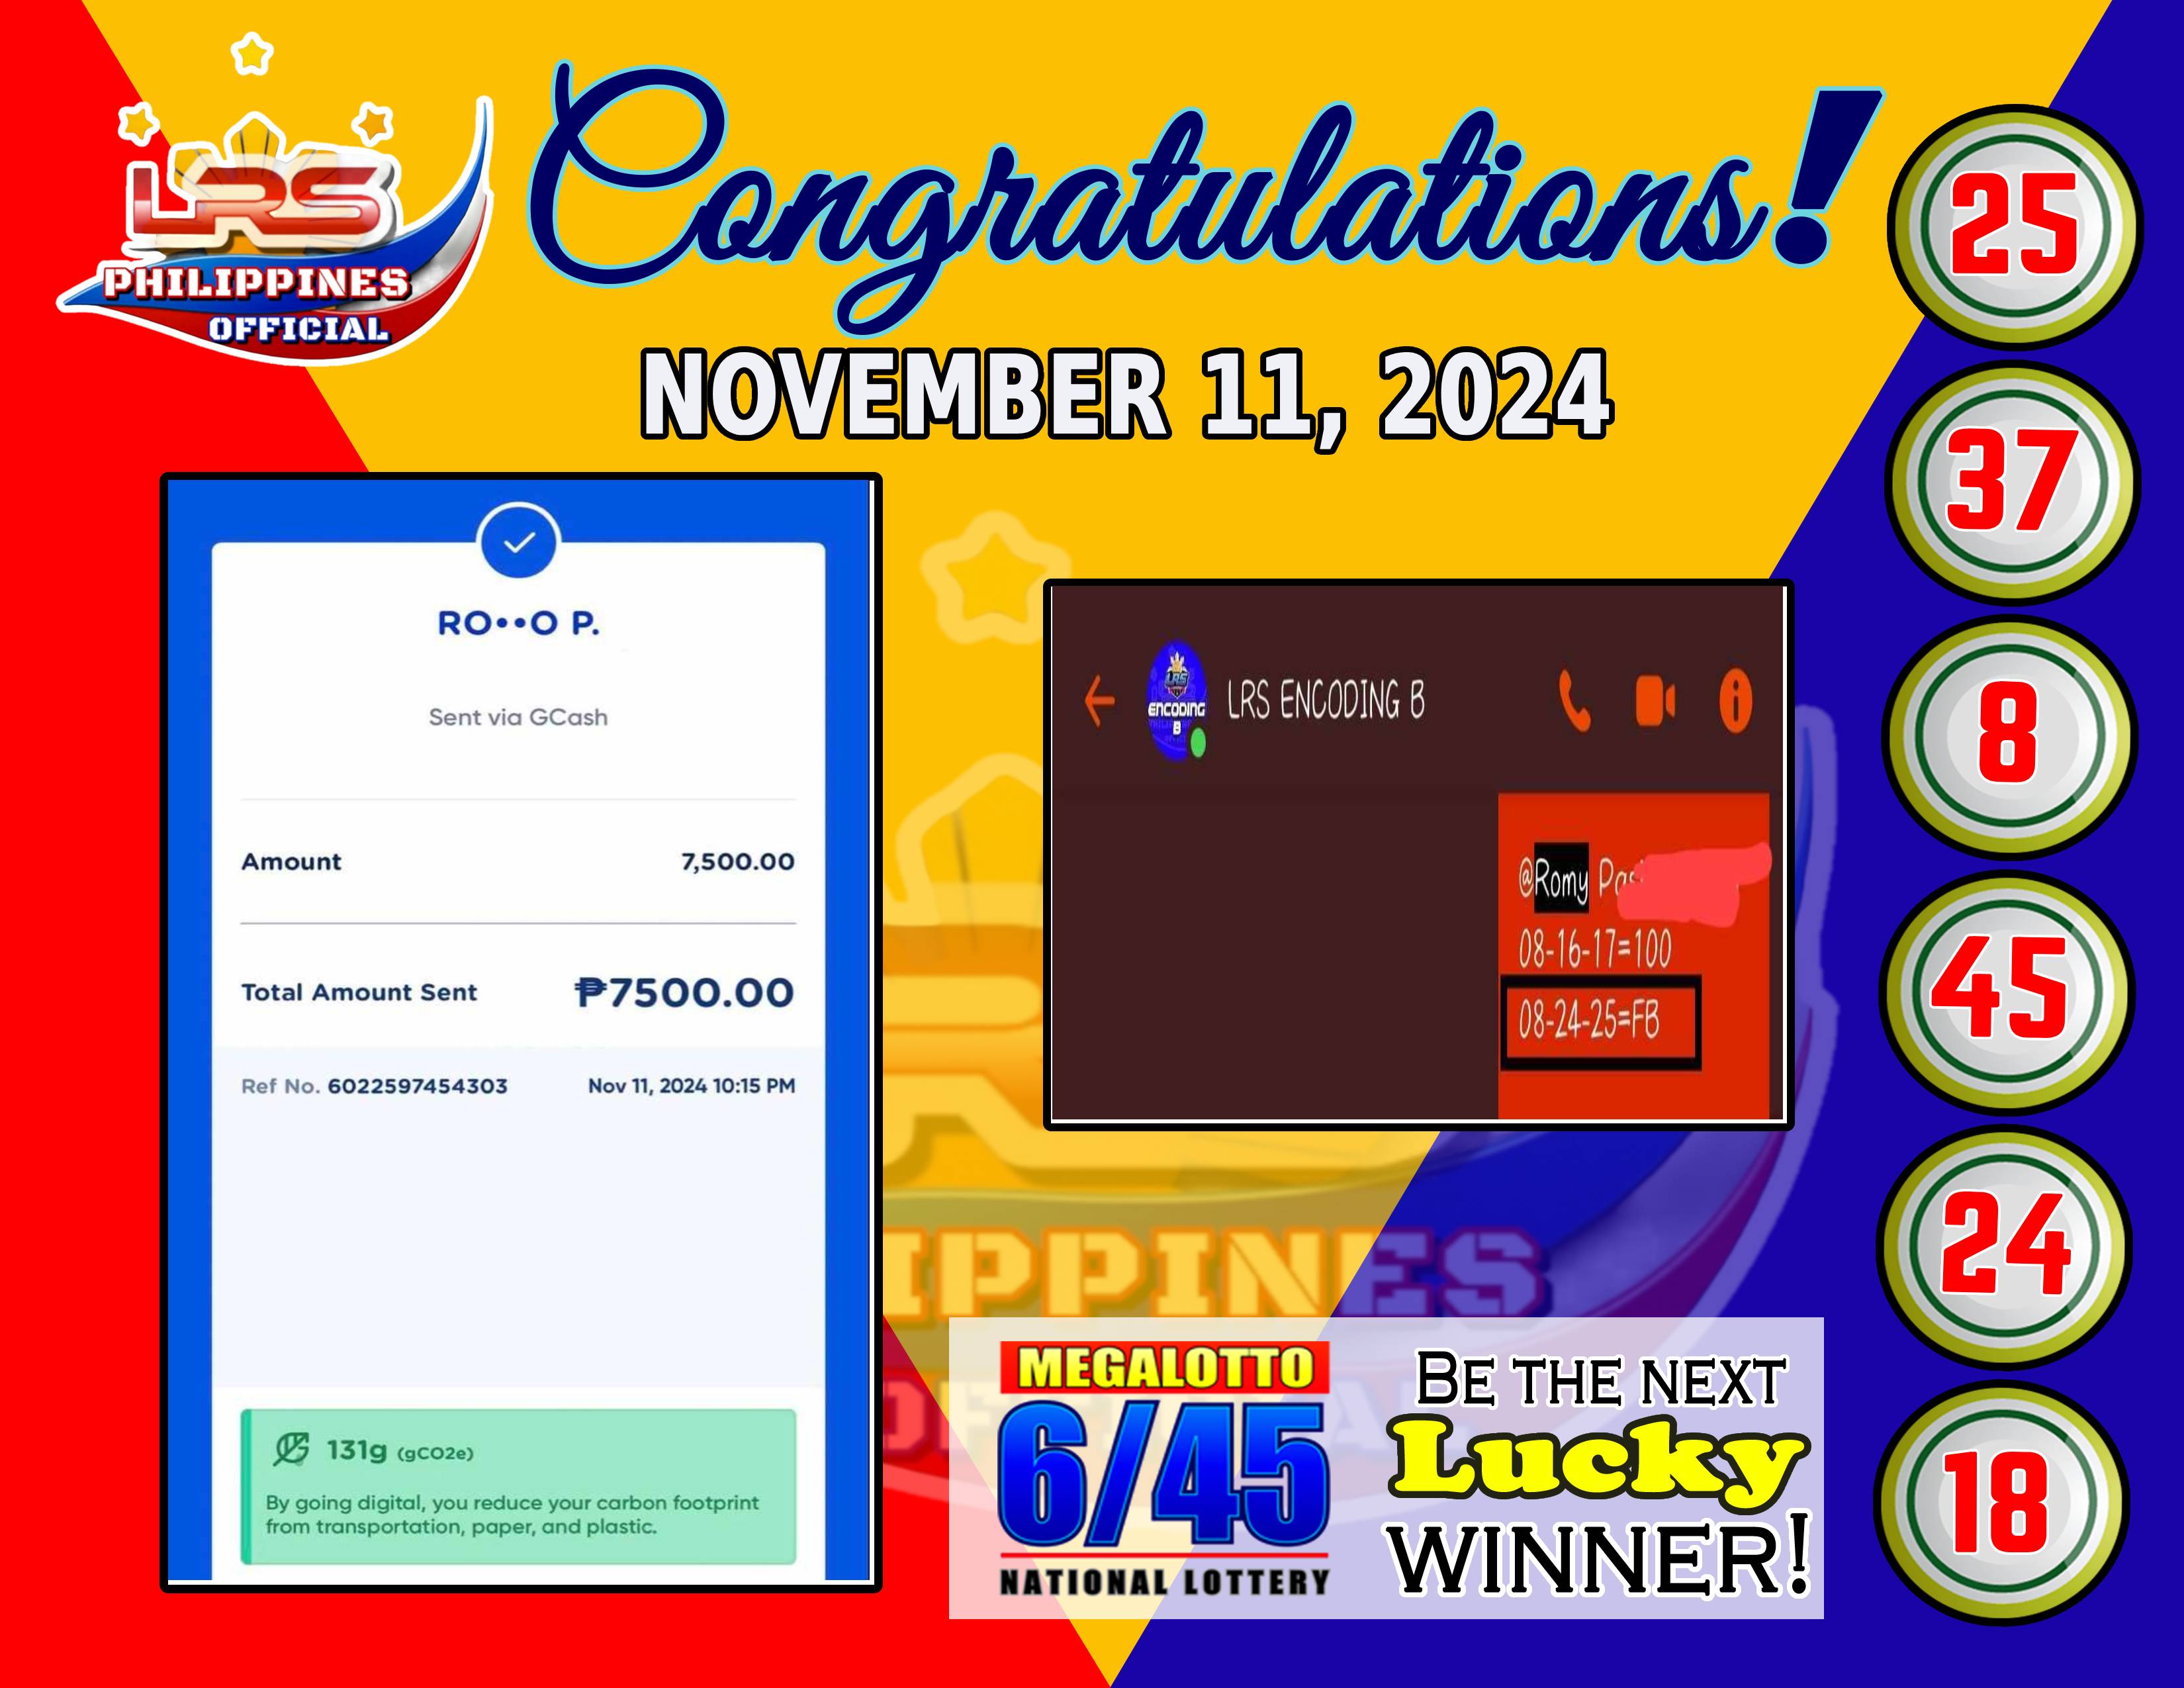 LRS
PHILIPPINES
OFFICIAL
Congratulations!
NOVEMBER 11, 2024
RO••O P.
Sent via GCash
Amount 7,500.00
Total Amount Sent ₱7500.00
Ref No. 6022597454303 Nov 11, 2024 10:15 PM
131g (gCO2e)
By going digital, you reduce your carbon footprint
from transportation, paper, and plastic.
LRS
ENCODING
B
LRS ENCODING B
@Romy
08-16-17=100
08-24-25=FB
IPPINES
MEGALOTTO
6/45
NATIONAL LOTTERY
BE THE NEXT
Lucky
WINNER!
25
37
8
45
24
18